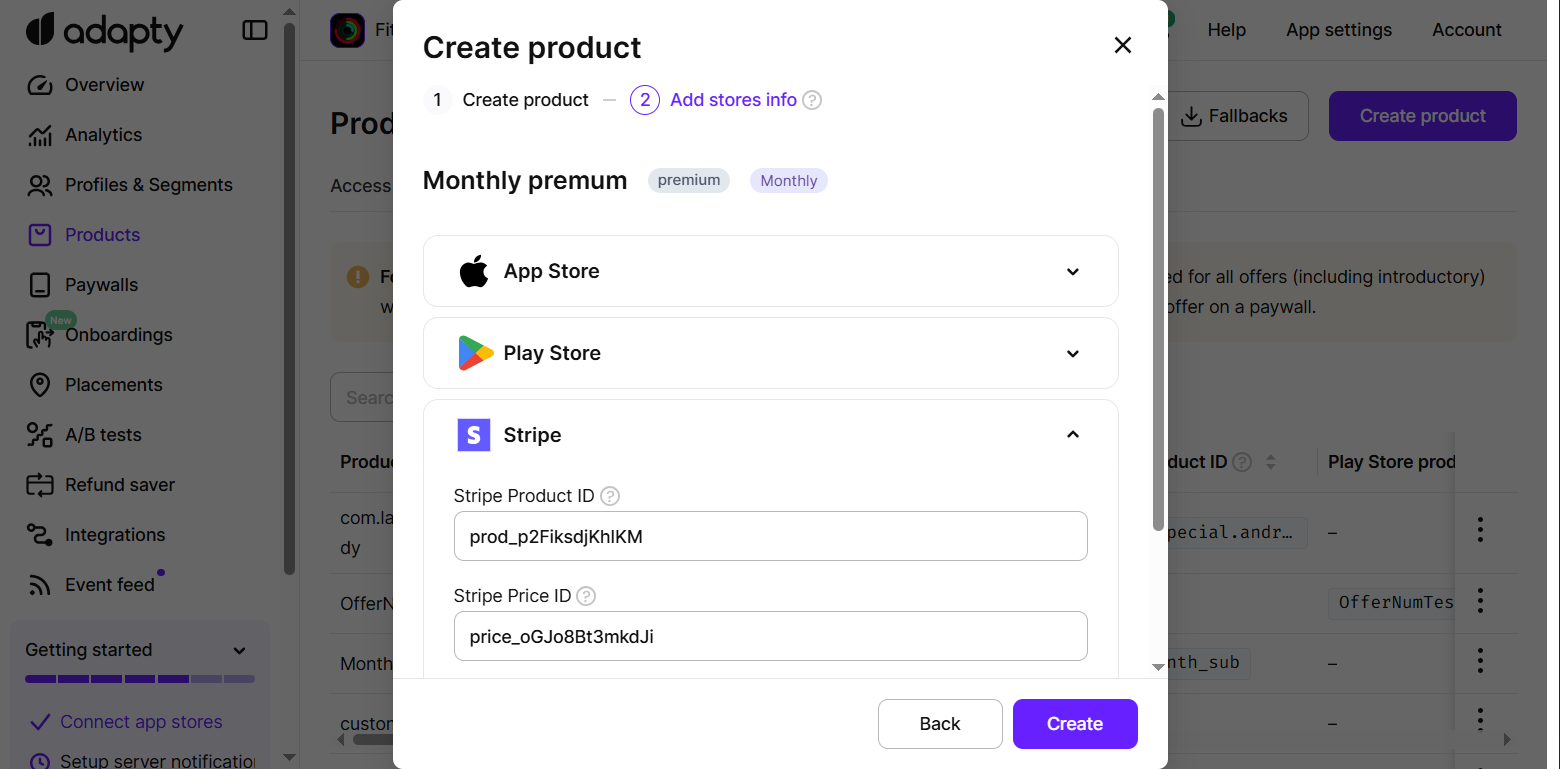 adapty
Overview
Analytics
Profiles & Segments
Products
Paywalls
New
Onboardings
Placements
A/B tests
Refund saver
Integrations
Event feed
Getting started
Connect app stores
Setup server notification
Fit
Help
App settings
Account
Prod
Fallbacks
Create product
Access
Fo
ed for all offers (including introductory)
w
offer on a paywall.
Searc
Produc
duct ID ?
Play Store prod
com.la
dy
pecial.andr…
–
OfferN
OfferNumTes
Month
nth_sub
–
custon
–
Create product
1 Create product – 2 Add stores info ?
Monthly premum premium Monthly
App Store
Play Store
S Stripe
Stripe Product ID ?
prod_p2FiksdjKhlKM
Stripe Price ID ?
price_oGJo8Bt3mkdJi
Back
Create